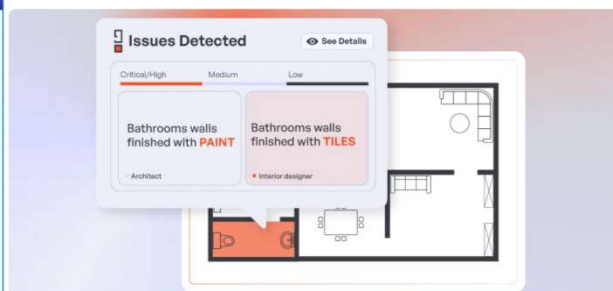 Issues Detected
See Details
Critical/High
Medium
Low
Bathrooms walls
finished with PAINT
Architect
Bathrooms walls
finished with TILES
Interior designer